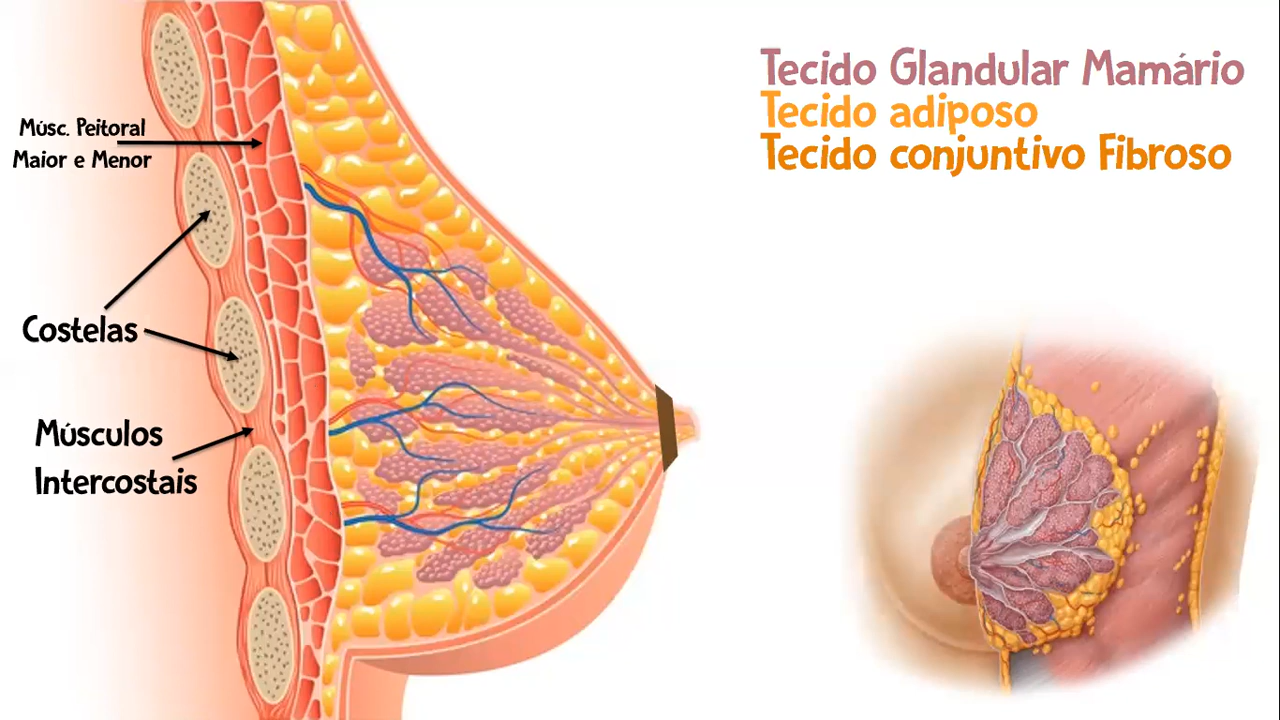 Tecido Glandular Mamário
Tecido adiposo
Tecido conjuntivo Fibroso
Músc. Peitoral
Maior e Menor
Costelas
Músculos
Intercostais